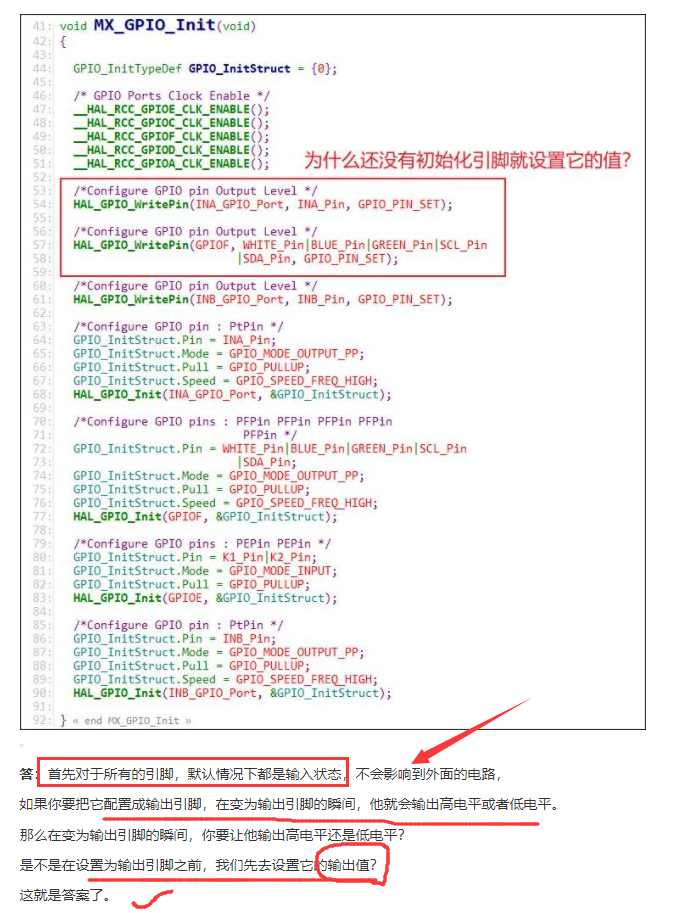 41: void MX_GPIO_Init(void)
42: {
43:
44: GPIO_InitTypeDef GPIO_InitStruct = {0};
45:
46: /* GPIO Ports Clock Enable */
47: __HAL_RCC_GPIOE_CLK_ENABLE();
48: __HAL_RCC_GPIOC_CLK_ENABLE();
49: __HAL_RCC_GPIOF_CLK_ENABLE();
50: __HAL_RCC_GPIOD_CLK_ENABLE();
51: __HAL_RCC_GPIOA_CLK_ENABLE();
为什么还没有初始化引脚就设置它的值？
52:
53: /*Configure GPIO pin Output Level */
54: HAL_GPIO_WritePin(INA_GPIO_Port, INA_Pin, GPIO_PIN_SET);
55:
56: /*Configure GPIO pin Output Level */
57: HAL_GPIO_WritePin(GPIOF, WHITE_Pin|BLUE_Pin|GREEN_Pin|SCL_Pin
58: |SDA_Pin, GPIO_PIN_SET);
59:
60: /*Configure GPIO pin Output Level */
61: HAL_GPIO_WritePin(INB_GPIO_Port, INB_Pin, GPIO_PIN_SET);
62:
63: /*Configure GPIO pin : PtPin */
64: GPIO_InitStruct.Pin = INA_Pin;
65: GPIO_InitStruct.Mode = GPIO_MODE_OUTPUT_PP;
66: GPIO_InitStruct.Pull = GPIO_PULLUP;
67: GPIO_InitStruct.Speed = GPIO_SPEED_FREQ_HIGH;
68: HAL_GPIO_Init(INA_GPIO_Port, &GPIO_InitStruct);
69:
70: /*Configure GPIO pins : PFPin PFPin PFPin PFPin
71: PFPin */
72: GPIO_InitStruct.Pin = WHITE_Pin|BLUE_Pin|GREEN_Pin|SCL_Pin
73: |SDA_Pin;
74: GPIO_InitStruct.Mode = GPIO_MODE_OUTPUT_PP;
75: GPIO_InitStruct.Pull = GPIO_PULLUP;
76: GPIO_InitStruct.Speed = GPIO_SPEED_FREQ_HIGH;
77: HAL_GPIO_Init(GPIOF, &GPIO_InitStruct);
78:
79: /*Configure GPIO pins : PEPin PEPin */
80: GPIO_InitStruct.Pin = K1_Pin|K2_Pin;
81: GPIO_InitStruct.Mode = GPIO_MODE_INPUT;
82: GPIO_InitStruct.Pull = GPIO_PULLUP;
83: HAL_GPIO_Init(GPIOE, &GPIO_InitStruct);
84:
85: /*Configure GPIO pin : PtPin */
86: GPIO_InitStruct.Pin = INB_Pin;
87: GPIO_InitStruct.Mode = GPIO_MODE_OUTPUT_PP;
88: GPIO_InitStruct.Pull = GPIO_PULLUP;
89: GPIO_InitStruct.Speed = GPIO_SPEED_FREQ_HIGH;
90: HAL_GPIO_Init(INB_GPIO_Port, &GPIO_InitStruct);
91:
92: } « end MX_GPIO_Init »
答：首先对于所有的引脚，默认情况下都是输入状态，不会影响到外面的电路，
如果你要把它配置成输出引脚，在变为输出引脚的瞬间，他就会输出高电平或者低电平。
那么在变为输出引脚的瞬间，你要让他输出高电平还是低电平？
是不是在设置为输出引脚之前，我们先去设置它的输出值？
这就是答案了。